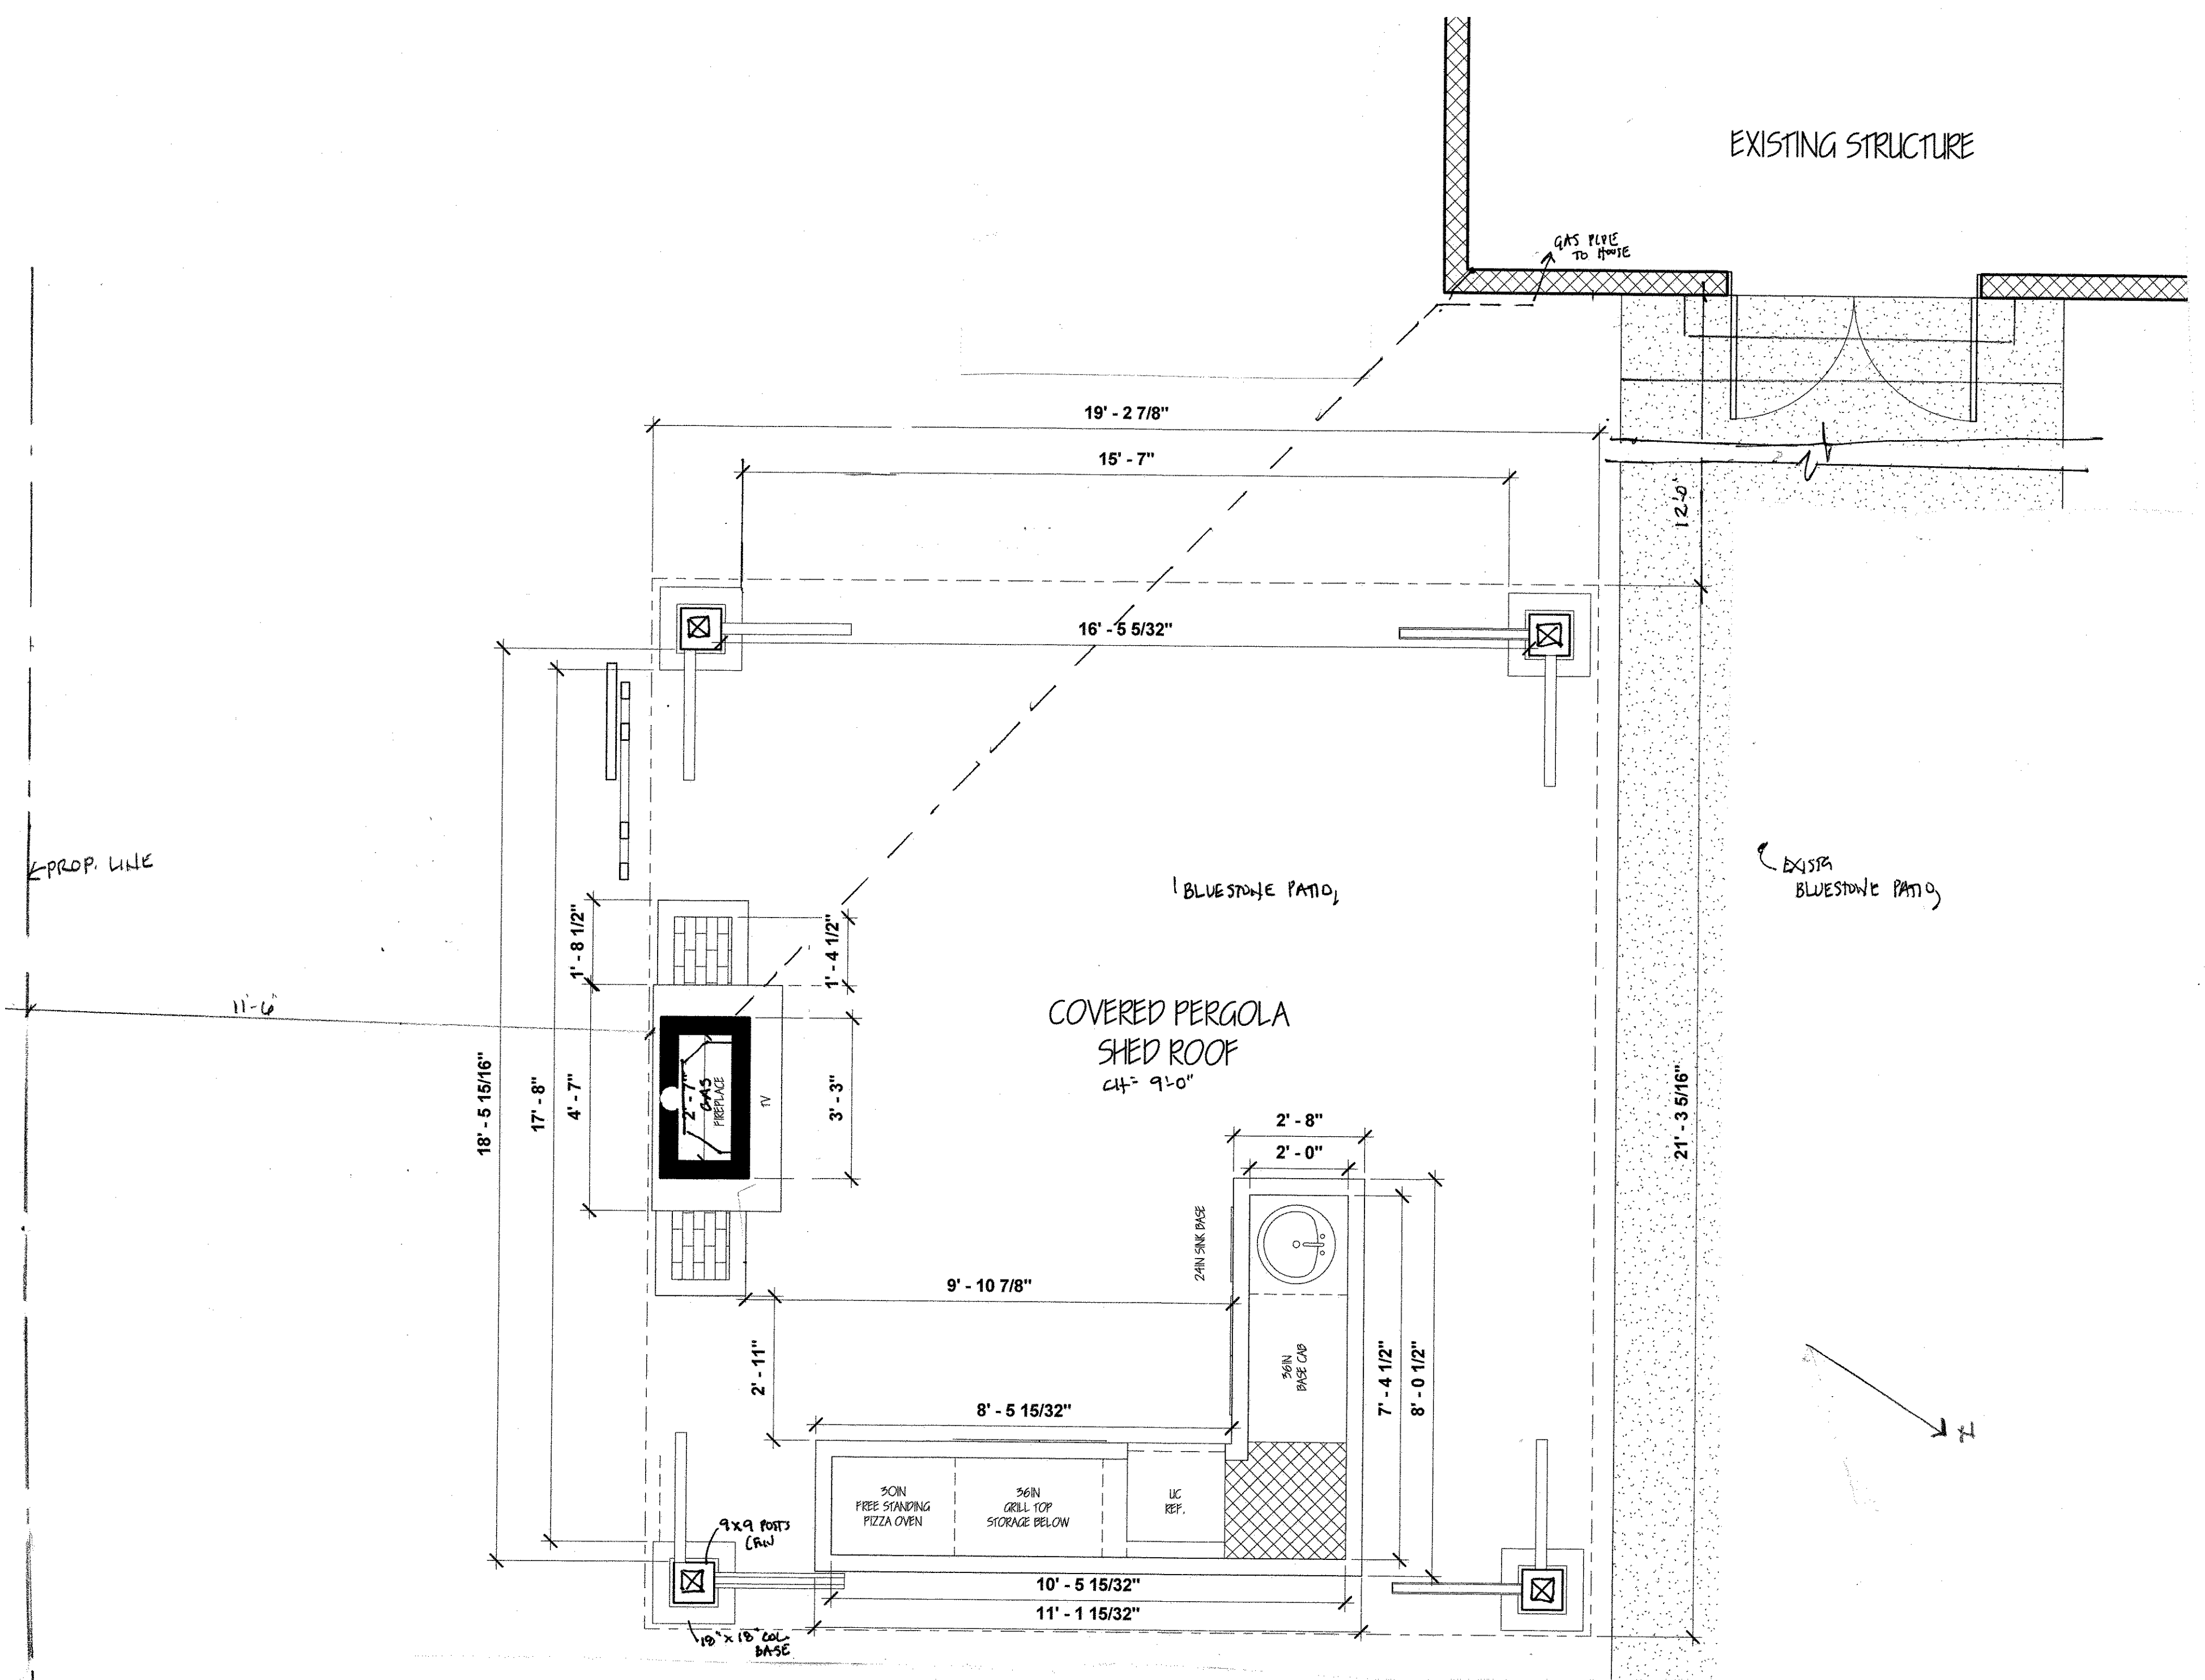 EXISTING STRUCTURE
GAS PIPE
TO HOUSE
19' - 2 7/8"
15' - 7"
12'-0"
16' - 5 5/32"
PROP. LINE
BLUESTONE PATIO
EXIST'G
BLUESTONE PATIO
1' - 8 1/2"
1' - 4 1/2"
11'-6"
COVERED PERGOLA
SHED ROOF
CH = 9'-0"
18' - 5 15/16"
17' - 8"
4' - 7"
2' - 7"
GAS
FIREPLACE
TV
3' - 3"
21' - 3 5/16"
2' - 8"
2' - 0"
24IN SINK BASE
9' - 10 7/8"
2' - 11"
36IN
BASE CAB
7' - 4 1/2"
8' - 0 1/2"
8' - 5 15/32"
30IN
FREE STANDING
PIZZA OVEN
36IN
GRILL TOP
STORAGE BELOW
UC
REF.
9x9 POSTS
10' - 5 15/32"
11' - 1 15/32"
18" x 18" COL.
BASE